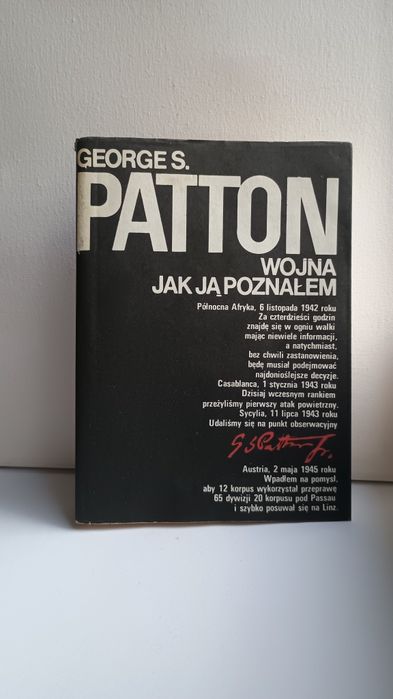 GEORGE S.
PATTON
WOJNA
JAK JĄ POZNAŁEM
Północna Afryka, 6 listopada 1942 roku
Za czterdzieści godzin
znajdę się w ogniu walki
mając niewiele informacji,
a natychmiast,
bez chwili zastanowienia,
będę musiał podejmować
najdonioślejsze decyzje.
Casablanca, 1 stycznia 1943 roku
Dzisiaj wczesnym rankiem
przeżyliśmy pierwszy atak powietrzny.
Sycylia, 11 lipca 1943 roku
Udaliśmy się na punkt obserwacyjny
G S Patton Jr.
Austria, 2 maja 1945 roku
Wpadłem na pomysł,
aby 12 korpus wykorzystał przeprawę
65 dywizji 20 korpusu pod Passau
i szybko posuwał się na Linz.